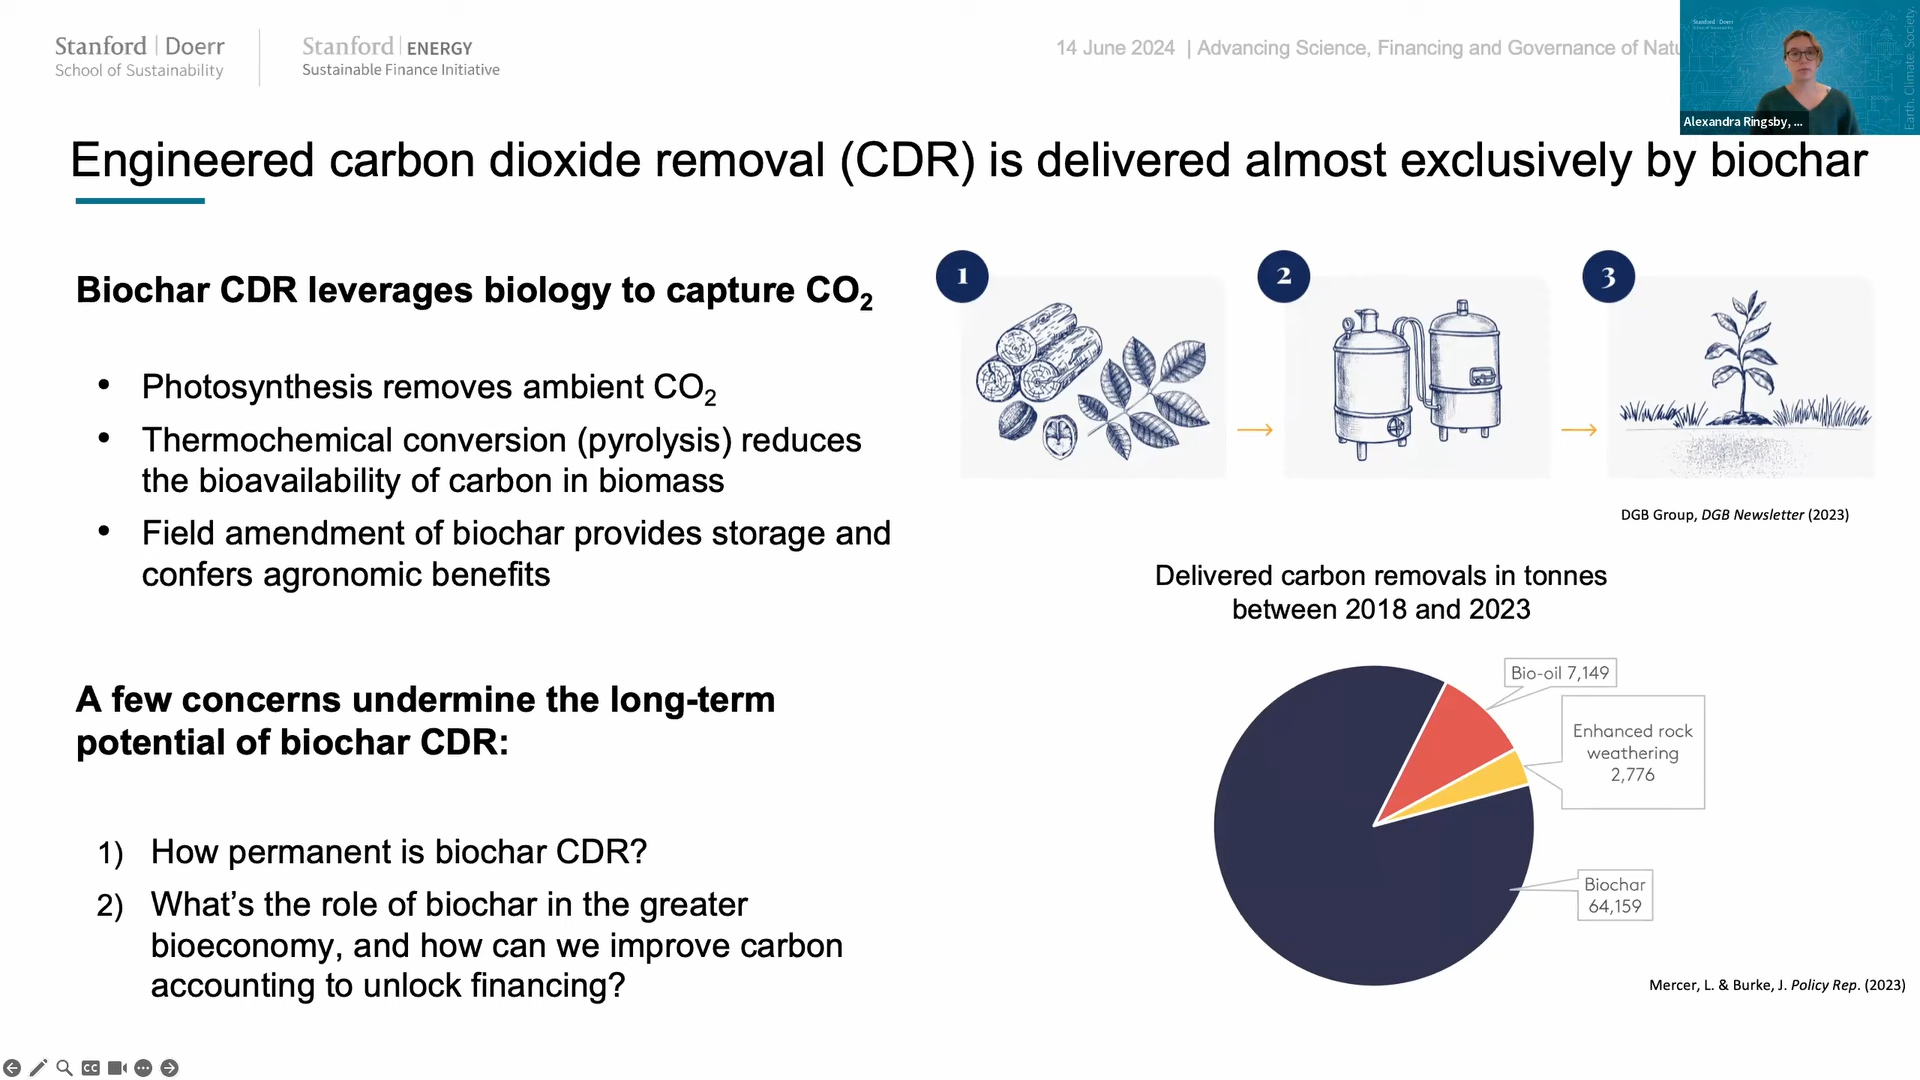 Stanford | Doerr
School of Sustainability
Stanford | ENERGY
Sustainable Finance Initiative
14 June 2024 | Advancing Science, Financing and Governance of Natu
Stanford | Doerr
Earth. Climate. Society.
Alexandra Ringsby, ...
Engineered carbon dioxide removal (CDR) is delivered almost exclusively by biochar
Biochar CDR leverages biology to capture CO₂
• Photosynthesis removes ambient CO₂
• Thermochemical conversion (pyrolysis) reduces
the bioavailability of carbon in biomass
• Field amendment of biochar provides storage and
confers agronomic benefits
A few concerns undermine the long-term
potential of biochar CDR:
1) How permanent is biochar CDR?
2) What’s the role of biochar in the greater
bioeconomy, and how can we improve carbon
accounting to unlock financing?
1
2
3
DGB Group, DGB Newsletter (2023)
Delivered carbon removals in tonnes
between 2018 and 2023
Bio-oil 7,149
Enhanced rock
weathering
2,776
Biochar
64,159
Mercer, L. & Burke, J. Policy Rep. (2023)
CC